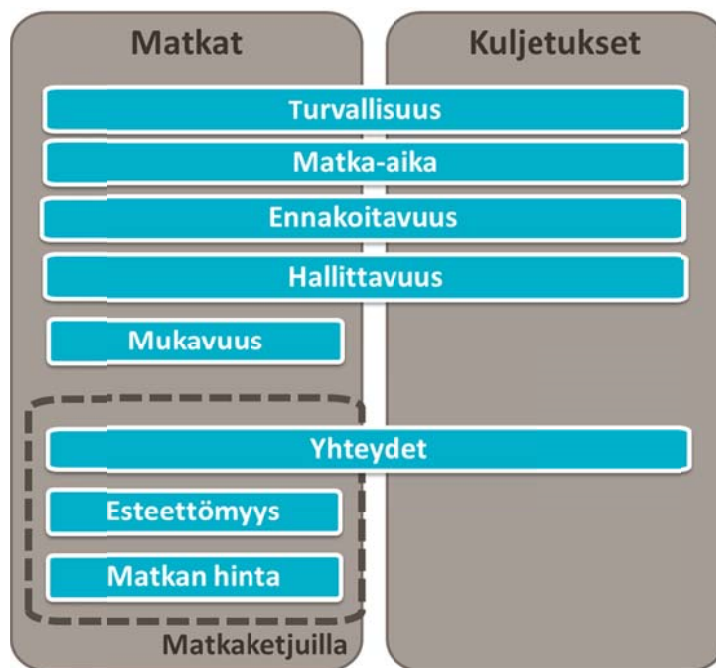 Matkat
Kuljetukset
Turvallisuus
Matka-aika
Ennakoitavuus
Hallittavuus
Mukavuus
Yhteydet
Esteettömyys
Matkan hinta
Matkaketjuilla